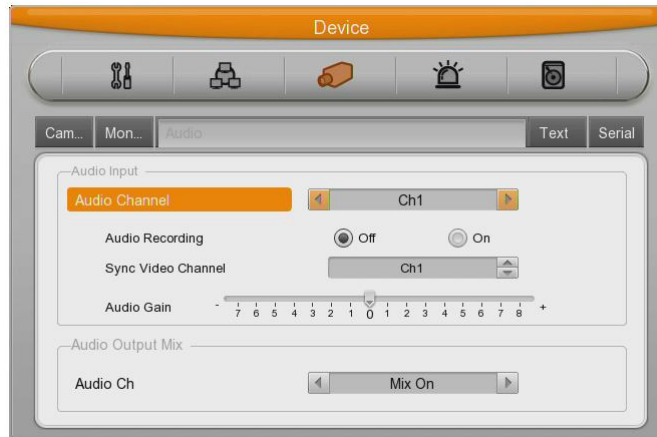 Device
Cam... Mon... Audio Text Serial
Audio Input
Audio Channel Ch1
Audio Recording Off On
Sync Video Channel Ch1
Audio Gain - 7 6 5 4 3 2 1 0 1 2 3 4 5 6 7 8 +
Audio Output Mix
Audio Ch Mix On